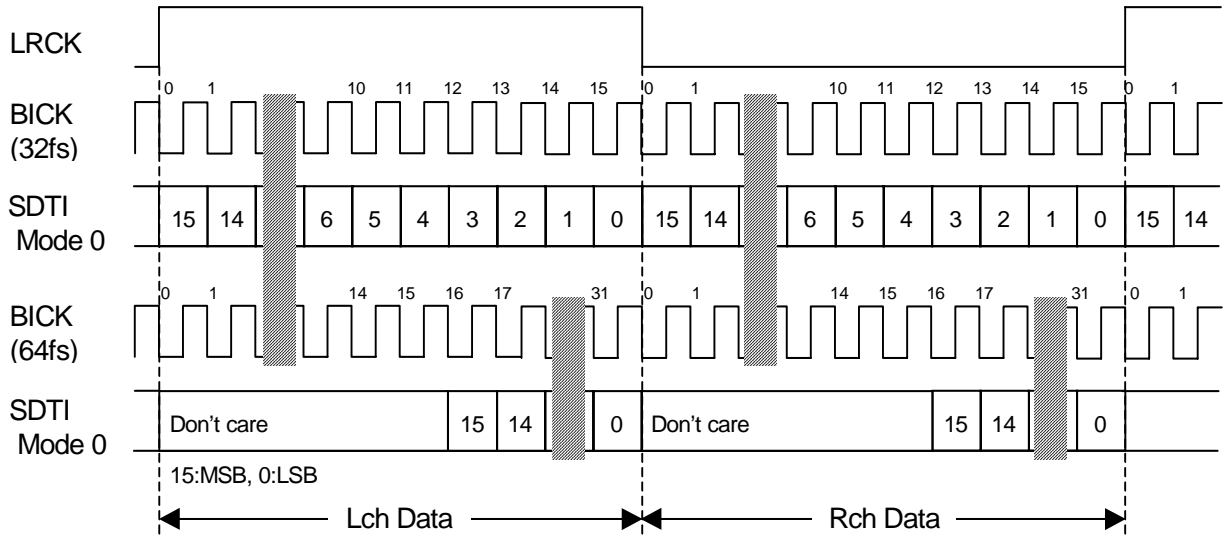 LRCK
0 1 10 11 12 13 14 15 0 1 10 11 12 13 14 15 0 1
BICK
(32fs)
SDTI
Mode 0
15 14 6 5 4 3 2 1 0 15 14 6 5 4 3 2 1 0 15 14
0 1 14 15 16 17 31 0 1 14 15 16 17 31 0 1
BICK
(64fs)
SDTI
Mode 0
Don't care 15 14 0 Don't care 15 14 0
15:MSB, 0:LSB
Lch Data Rch Data